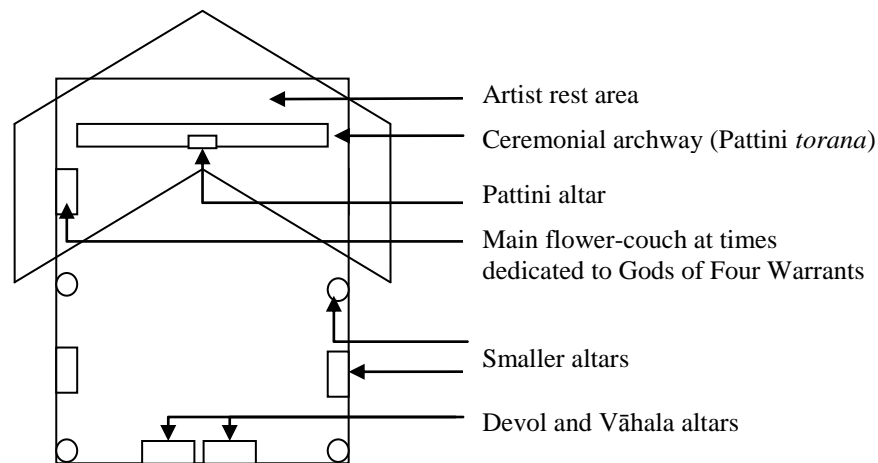 Artist rest area
Ceremonial archway (Pattini torana)
Pattini altar
Main flower-couch at times
dedicated to Gods of Four Warrants
Smaller altars
Devol and Vāhala altars